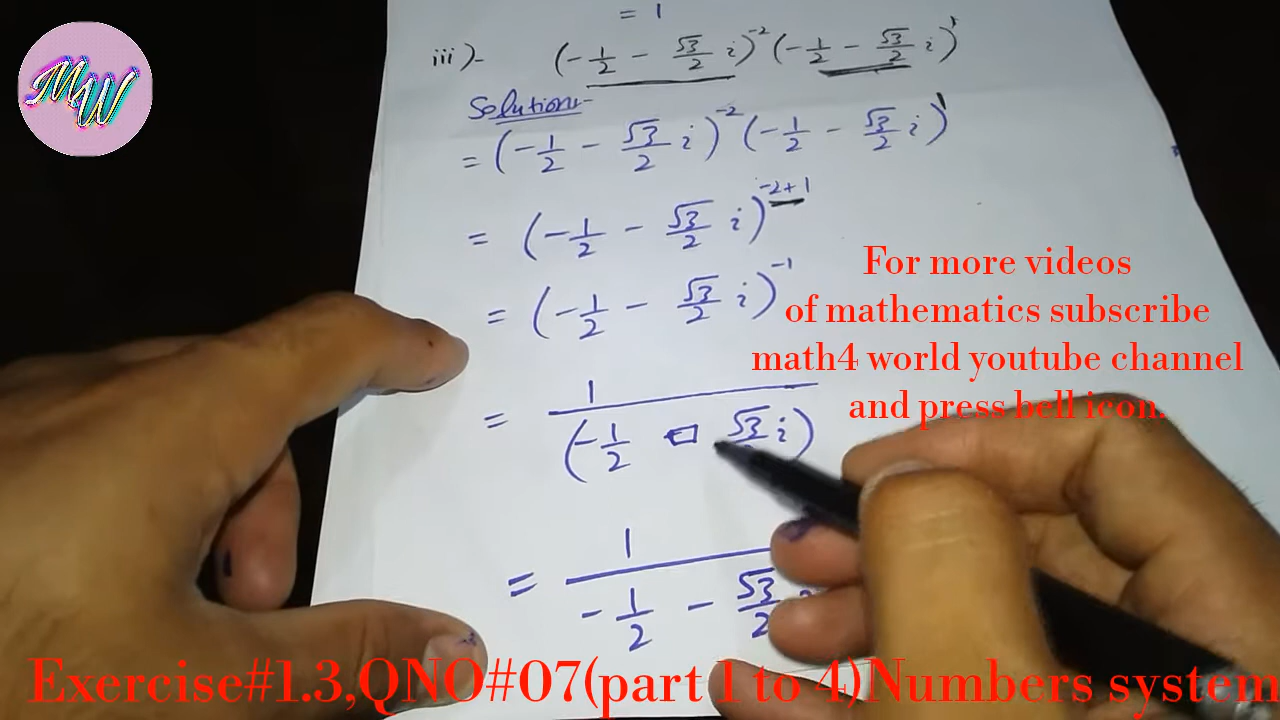 MW
= 1
iii)- (-1/2 - √3/2 i)^-2 (-1/2 - √3/2 i)^1
Solution:-
= (-1/2 - √3/2 i)^-2 (-1/2 - √3/2 i)^1
= (-1/2 - √3/2 i)^-2+1
= (-1/2 - √3/2 i)^-1
= 1/(-1/2 - √3/2 i)
= 1/-1/2 - √3/2
For more videos
of mathematics subscribe
math4 world youtube channel
and press bell icon.
Exercise#1.3,QNO#07(part 1 to 4)Numbers system